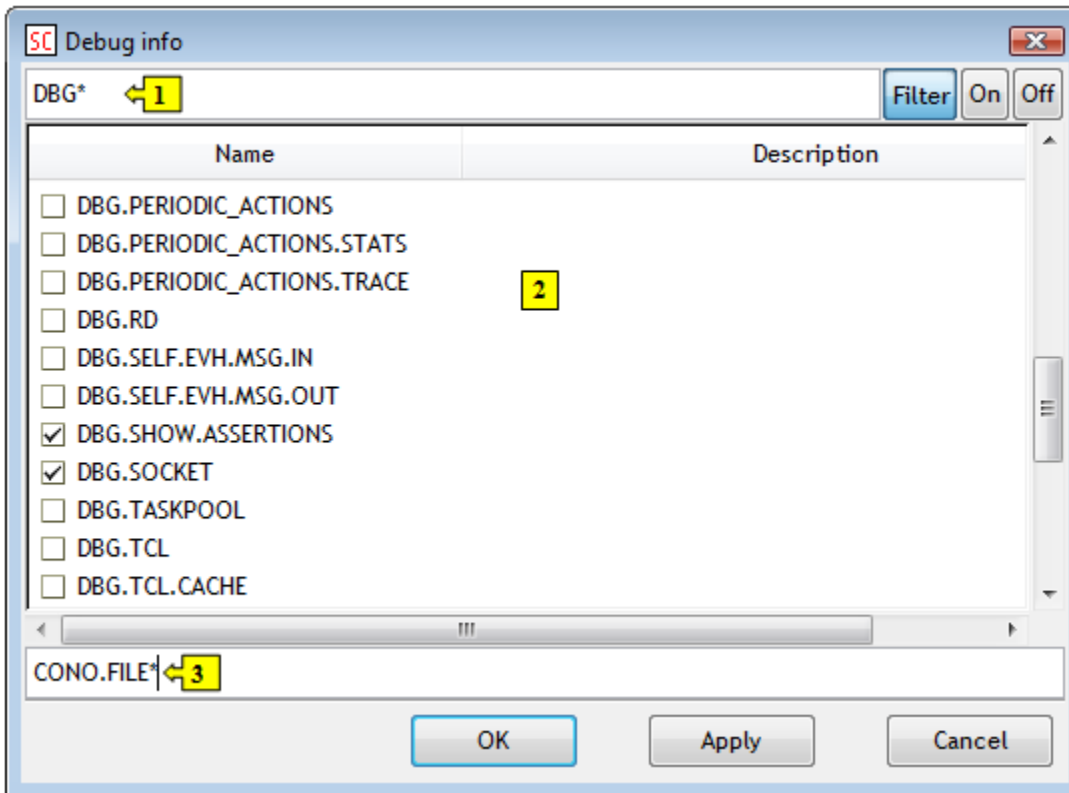 SC Debug info
DBG* 1 Filter On Off
Name Description
DBG.PERIODIC_ACTIONS
DBG.PERIODIC_ACTIONS.STATS
DBG.PERIODIC_ACTIONS.TRACE
2
DBG.RD
DBG.SELF.EVH.MSG.IN
DBG.SELF.EVH.MSG.OUT
DBG.SHOW.ASSERTIONS
DBG.SOCKET
DBG.TASKPOOL
DBG.TCL
DBG.TCL.CACHE
CONO.FILE* 3
OK Apply Cancel